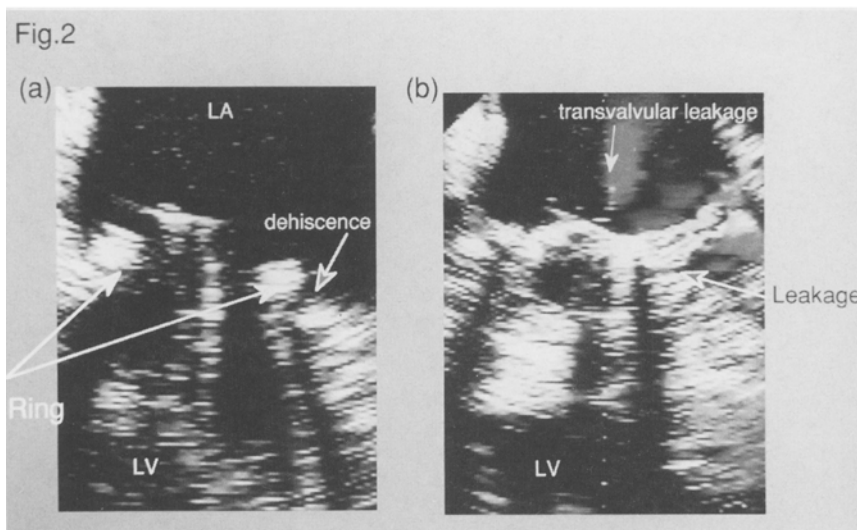 Fig.2
(a)
LA
dehiscence
Ring
LV
(b)
transvalvular leakage
Leakage
LV